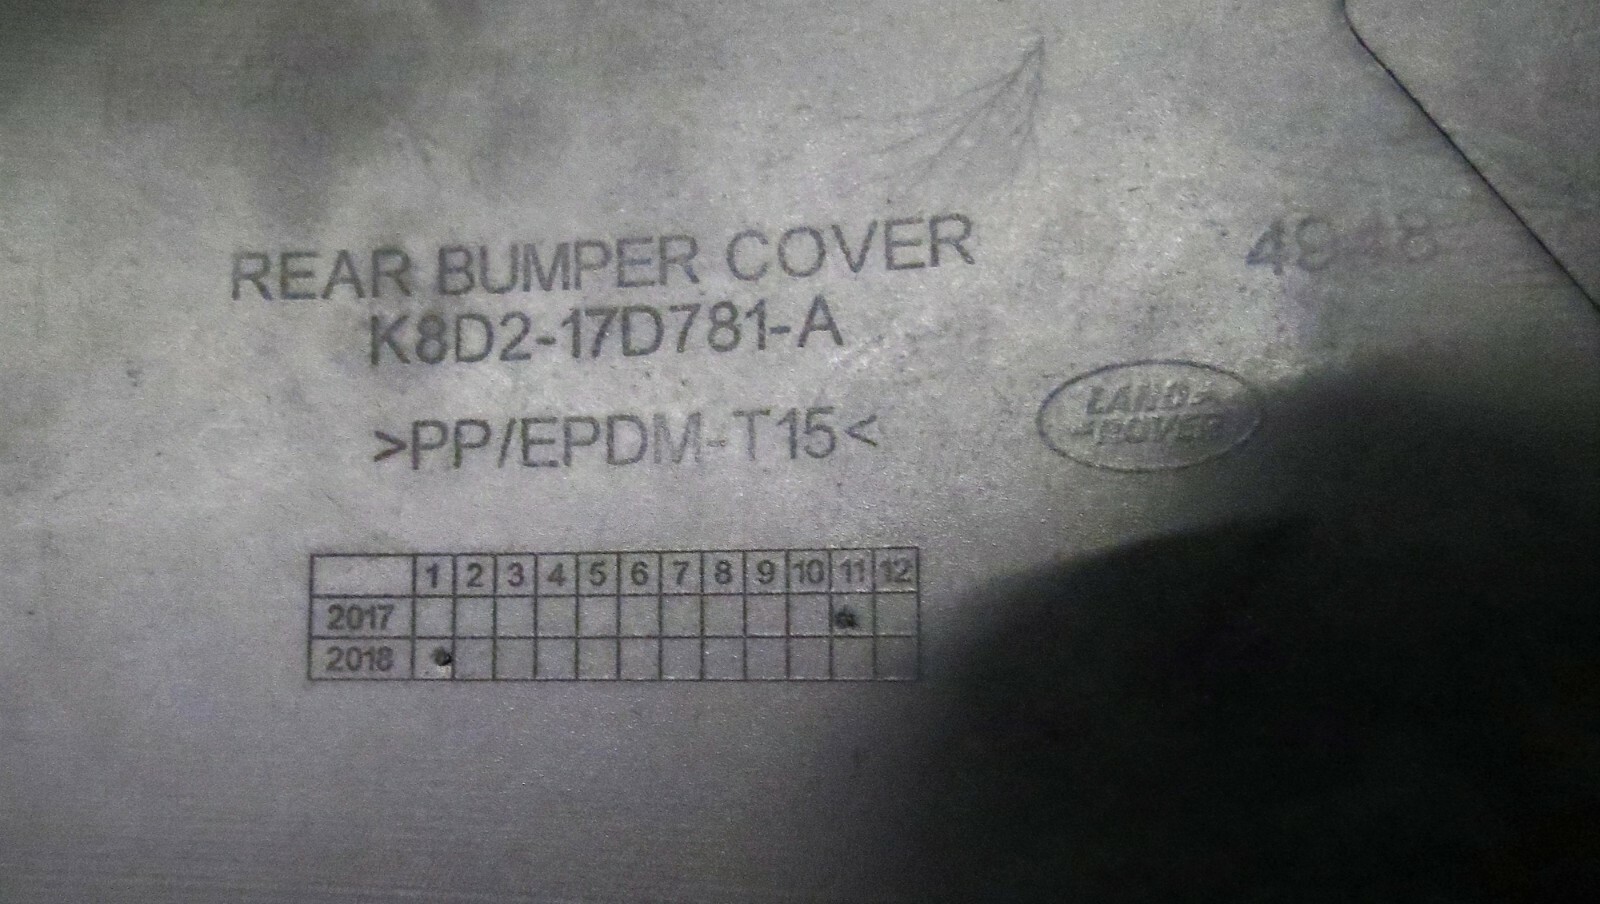 REAR BUMPER COVER
K8D2-17D781-A
>PP/EPDM-T15<
LAND
ROVER
1 2 3 4 5 6 7 8 9 10 11 12
2017
2018